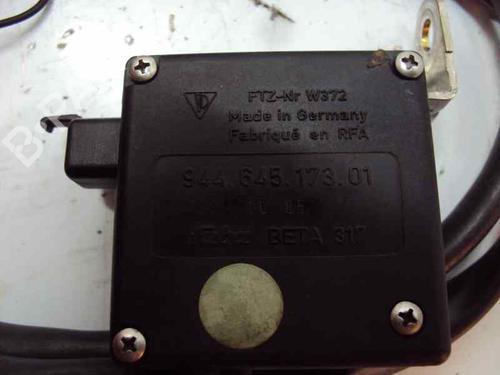 FTZ-Nr W372
Made in Germany
Fabriqué en RFA
944.645.173.01
BETA 317